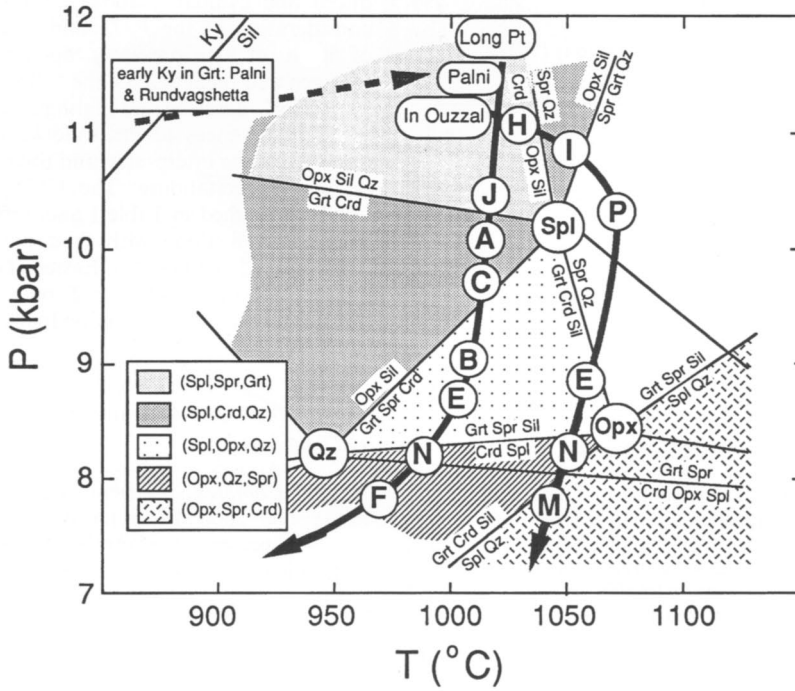 12
11
10
9
8
7
P (kbar)
Ky
Sil
early Ky in Grt: Palni
& Rundvagshetta
Long Pt
Palni
In Ouzzal
Crd
Spr Qz
Opx Sil
Opx Sil
Spr Grt Qz
H
I
P
J
A
C
B
E
N
F
E
N
M
Opx Sil Qz
Grt Crd
Spl
Spr Qz
Grt Crd Sil
Opx Sil
Grt Spr Crd
Qz
Grt Spr Sil
Crd Spl
Opx
Grt Spr Sil
Spl Qz
Grt Spr
Crd Opx Spl
Grt Crd Sil
Spl Qz
(Spl,Spr,Grt)
(Spl,Crd,Qz)
(Spl,Opx,Qz)
(Opx,Qz,Spr)
(Opx,Spr,Crd)
900
950
1000
1050
1100
T (°C)